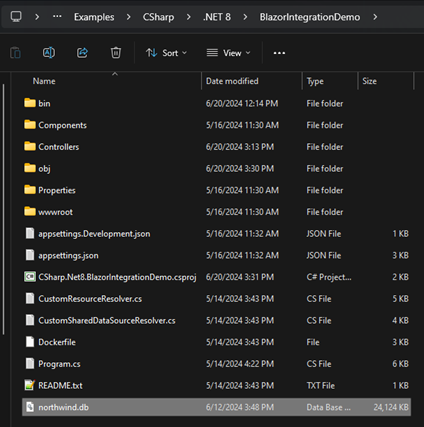 ··· Examples > CSharp > .NET 8 > BlazorIntegrationDemo >
Sort View ···
Name Date modified Type Size
bin 6/20/2024 12:14 PM File folder
Components 5/16/2024 11:30 AM File folder
Controllers 6/20/2024 3:13 PM File folder
obj 6/20/2024 3:30 PM File folder
Properties 5/16/2024 11:30 AM File folder
wwwroot 5/16/2024 11:30 AM File folder
appsettings.Development.json 5/16/2024 11:32 AM JSON File 1 KB
appsettings.json 5/16/2024 11:32 AM JSON File 3 KB
CSharp.Net8.BlazorIntegrationDemo.csproj 6/20/2024 3:31 PM C# Project... 2 KB
CustomResourceResolver.cs 5/14/2024 3:43 PM CS File 5 KB
CustomSharedDataSourceResolver.cs 5/14/2024 3:43 PM CS File 4 KB
Dockerfile 5/14/2024 3:43 PM File 3 KB
Program.cs 5/14/2024 4:22 PM CS File 6 KB
README.txt 5/14/2024 3:43 PM TXT File 1 KB
northwind.db 6/12/2024 3:48 PM Data Base ... 24,124 KB